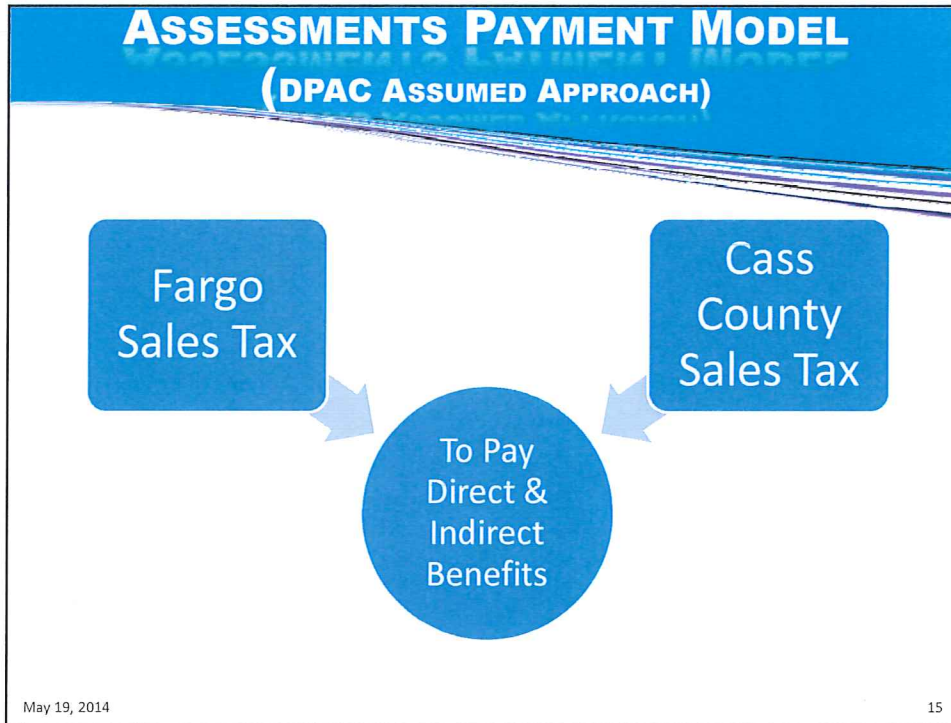 ASSESSMENTS PAYMENT MODEL
(DPAC ASSUMED APPROACH)
Fargo
Sales Tax
Cass
County
Sales Tax
To Pay
Direct &
Indirect
Benefits
May 19, 2014
15